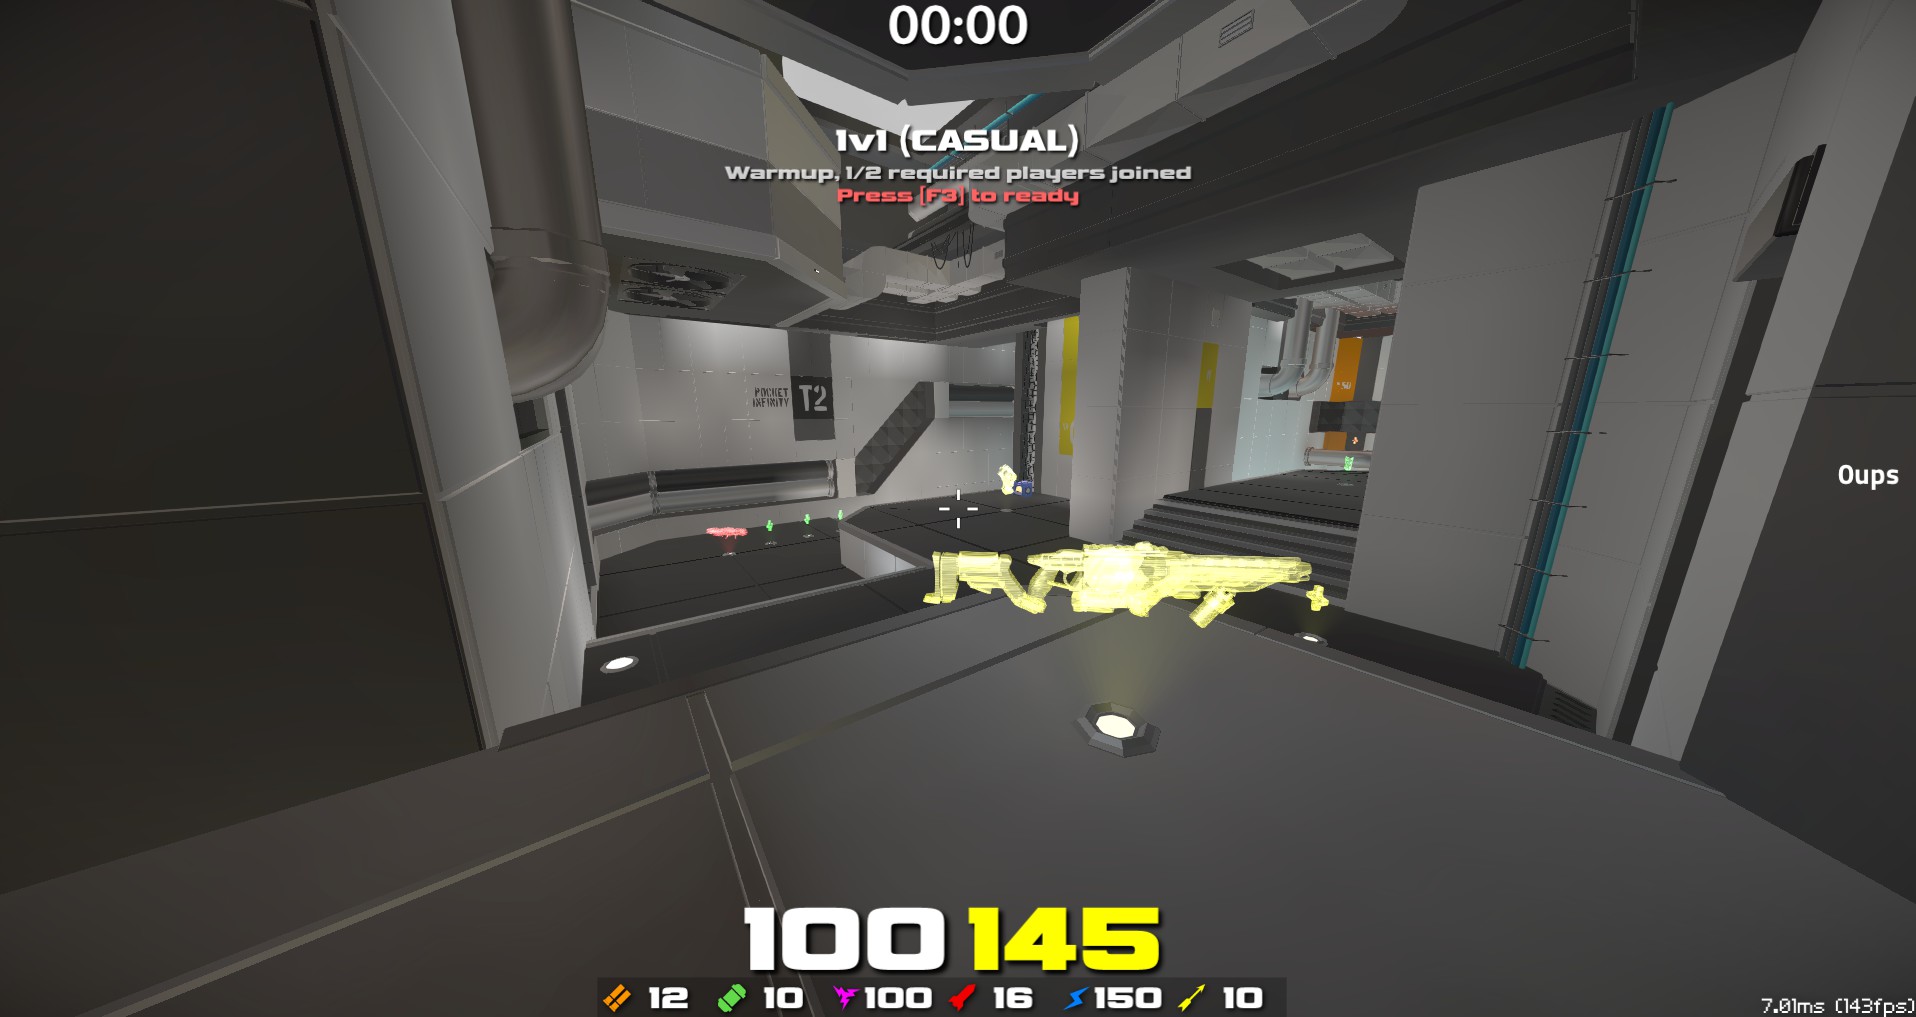 00:00
1v1 (CASUAL)
Warmup, 1/2 required players joined
Press [F3] to ready
POCKET
INFINITY
T2
50
Oups
100 145
12 10 100 16 150 10
7.01ms (143fps)